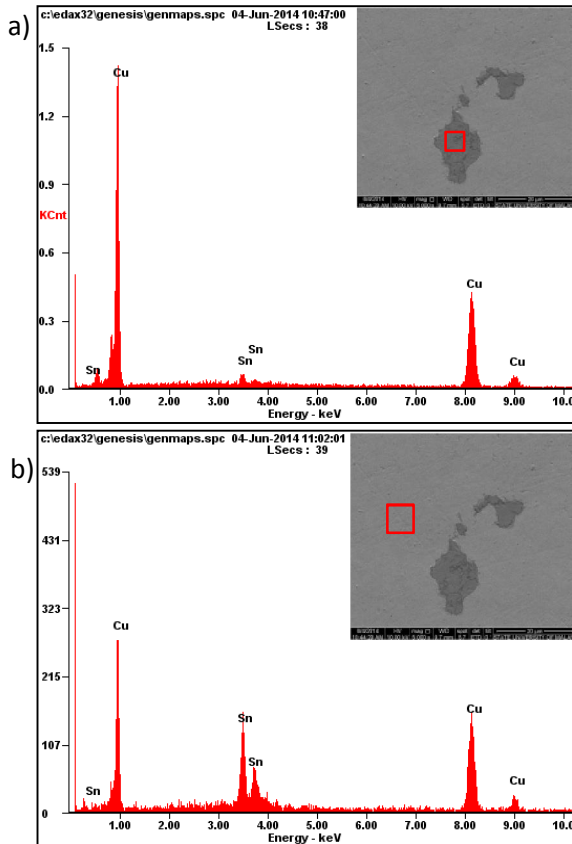 a)
c:\edax32\genesis\genmaps.spc 04-Jun-2014 10:47:00
LSecs : 38
1.5
1.2
0.9
KCnt
0.6
0.3
0.0
Cu
Sn
Sn
Sn
Cu
Cu
1.00 2.00 3.00 4.00 5.00 6.00 7.00 8.00 9.00 10.
Energy - keV
b)
c:\edax32\genesis\genmaps.spc 04-Jun-2014 11:02:01
LSecs : 39
539
431
323
215
107
0
Cu
Sn
Sn
Sn
Cu
Cu
1.00 2.00 3.00 4.00 5.00 6.00 7.00 8.00 9.00 10.
Energy - keV